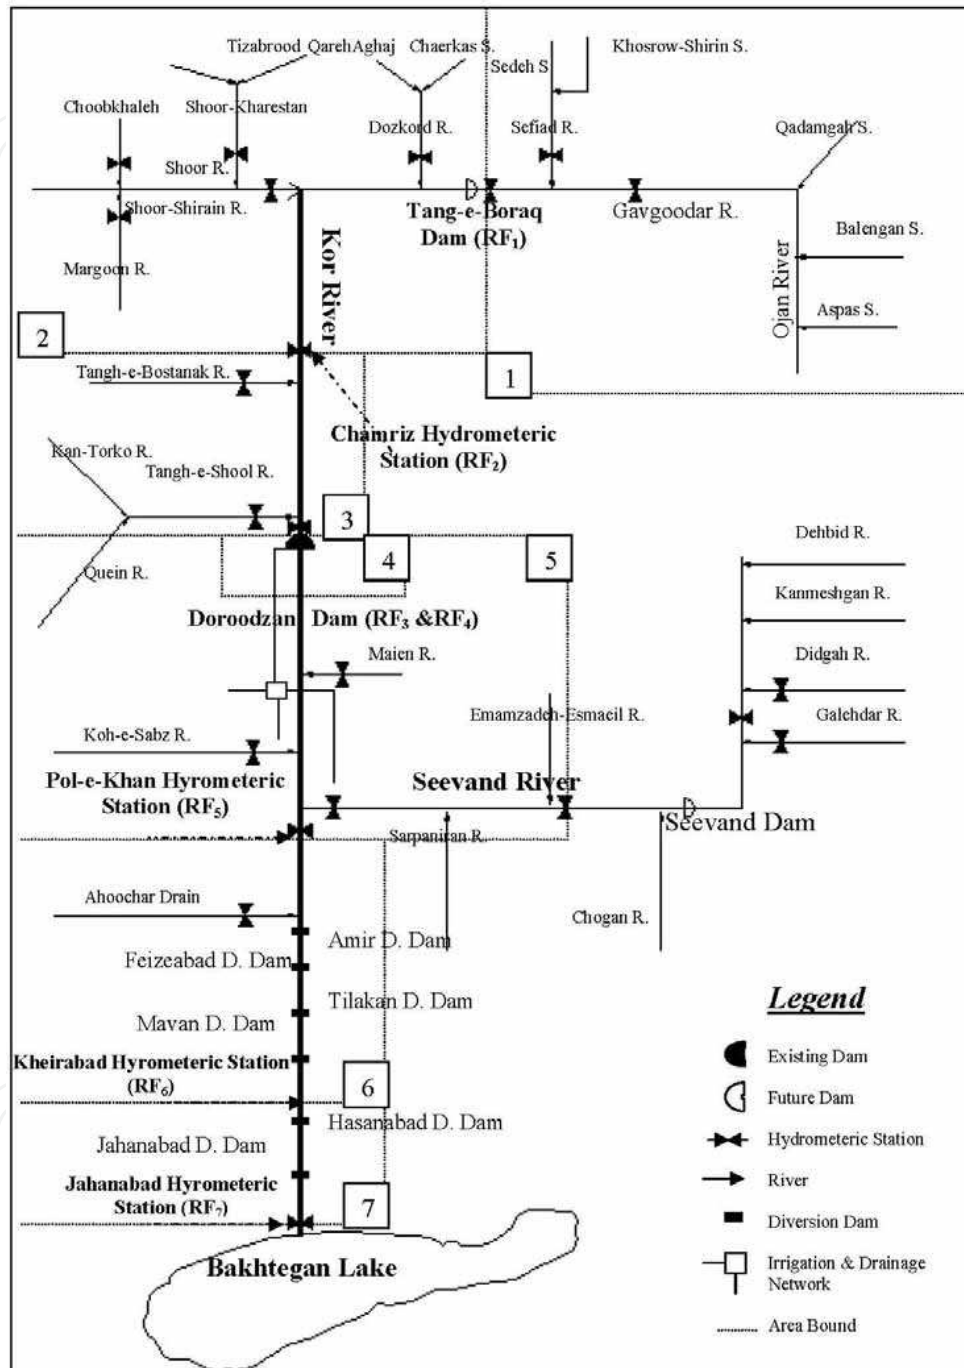 Tizabrood QarehAghaj Chaerkas S.
Khosrow-Shirin S.
Sedeh S
Choobkhaleh
Shoor-Kharestan
Dozkord R.
Sefiad R.
Qadamgah S.
Shoor R.
Shoor-Shirain R.
Tang-e-Boraq
Dam (RF₁)
Gavgoodar R.
Balengan S.
Margoon R.
Kor River
Ojan River
Aspas S.
2
1
Tangh-e-Bostanak R.
Chamriz Hydrometeric
Station (RF₂)
Kan-Torko R.
Tangh-e-Shool R.
3
4
5
Dehbid R.
Quein R.
Kanmeshgan R.
Doroodzan Dam (RF₃ &RF₄)
Maien R.
Didgah R.
Emamzadeh-Esmaeil R.
Galehdar R.
Koh-e-Sabz R.
Pol-e-Khan Hyrometeric
Station (RF₅)
Seevand River
Seevand Dam
Sarpaniran R.
Ahoochar Drain
Chogan R.
Amir D. Dam
Feizeabad D. Dam
Tilakan D. Dam
Mavan D. Dam
Kheirabad Hyrometeric Station
(RF₆)
6
Hasanabad D. Dam
Jahanabad D. Dam
Jahanabad Hyrometeric
Station (RF₇)
7
Bakhtegan Lake
Legend
Existing Dam
Future Dam
Hydrometeric Station
River
Diversion Dam
Irrigation & Drainage
Network
Area Bound